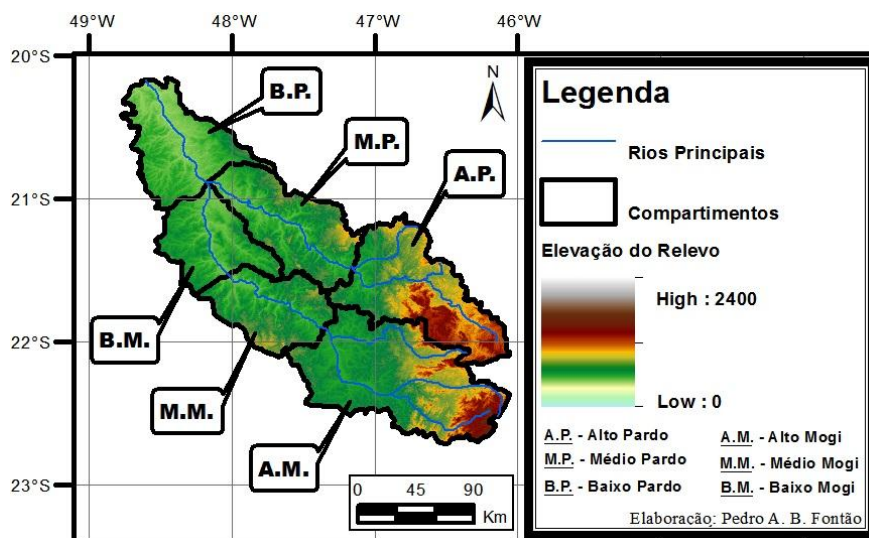 49°W 48°W 47°W 46°W
20°S
21°S
22°S
23°S
B.P.
M.P.
A.P.
B.M.
M.M.
A.M.
N
0 45 90
Km
Legenda
Rios Principais
Compartimentos
Elevação do Relevo
High : 2400
Low : 0
A.P. - Alto Pardo
M.P. - Médio Pardo
B.P. - Baixo Pardo
A.M. - Alto Mogi
M.M. - Médio Mogi
B.M. - Baixo Mogi
Elaboração: Pedro A. B. Fontão